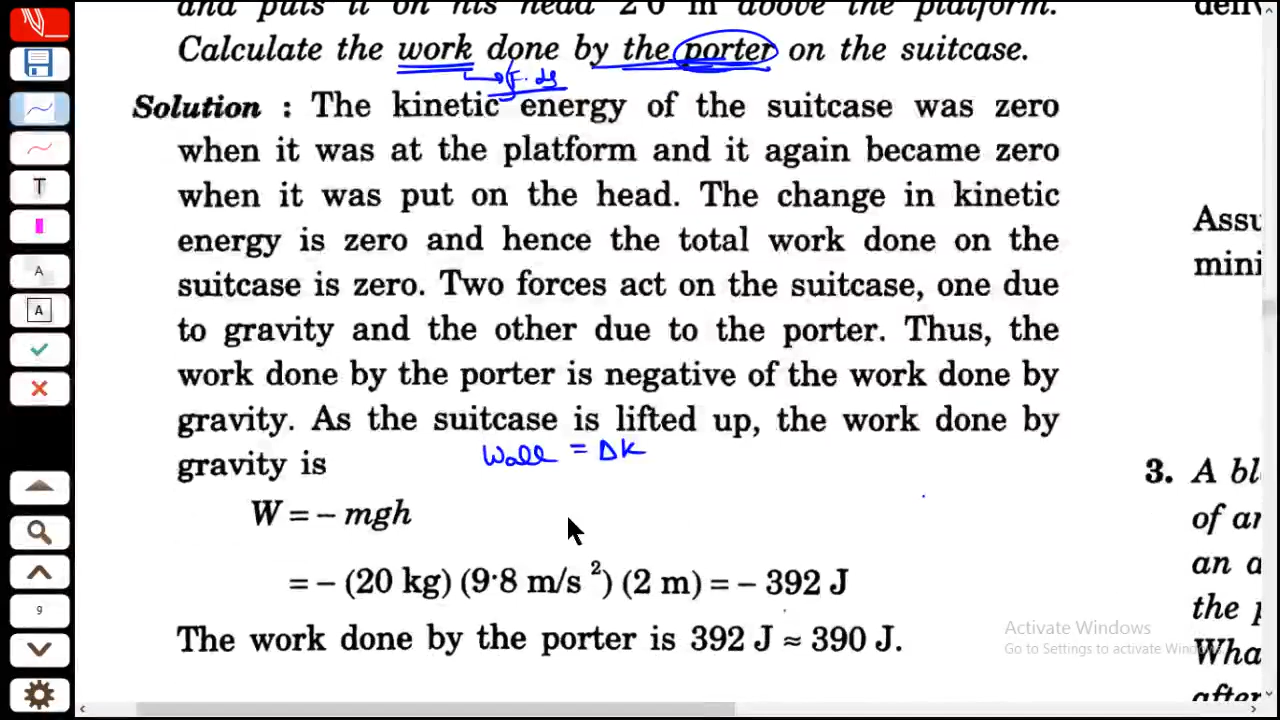 and puts it on his head 2·0 m above the platform.
Calculate the work done by the porter on the suitcase.
Solution : The kinetic energy of the suitcase was zero
when it was at the platform and it again became zero
when it was put on the head. The change in kinetic
energy is zero and hence the total work done on the
suitcase is zero. Two forces act on the suitcase, one due
to gravity and the other due to the porter. Thus, the
work done by the porter is negative of the work done by
gravity. As the suitcase is lifted up, the work done by
gravity is
Wall = ΔK
W = − mgh
= − (20 kg) (9·8 m/s²) (2 m) = − 392 J
The work done by the porter is 392 J ≈ 390 J.
Assu
mini
3. A bl
of ar
an a
the p
Wha
after
T
A
A
9
Activate Windows
Go to Settings to activate Windows